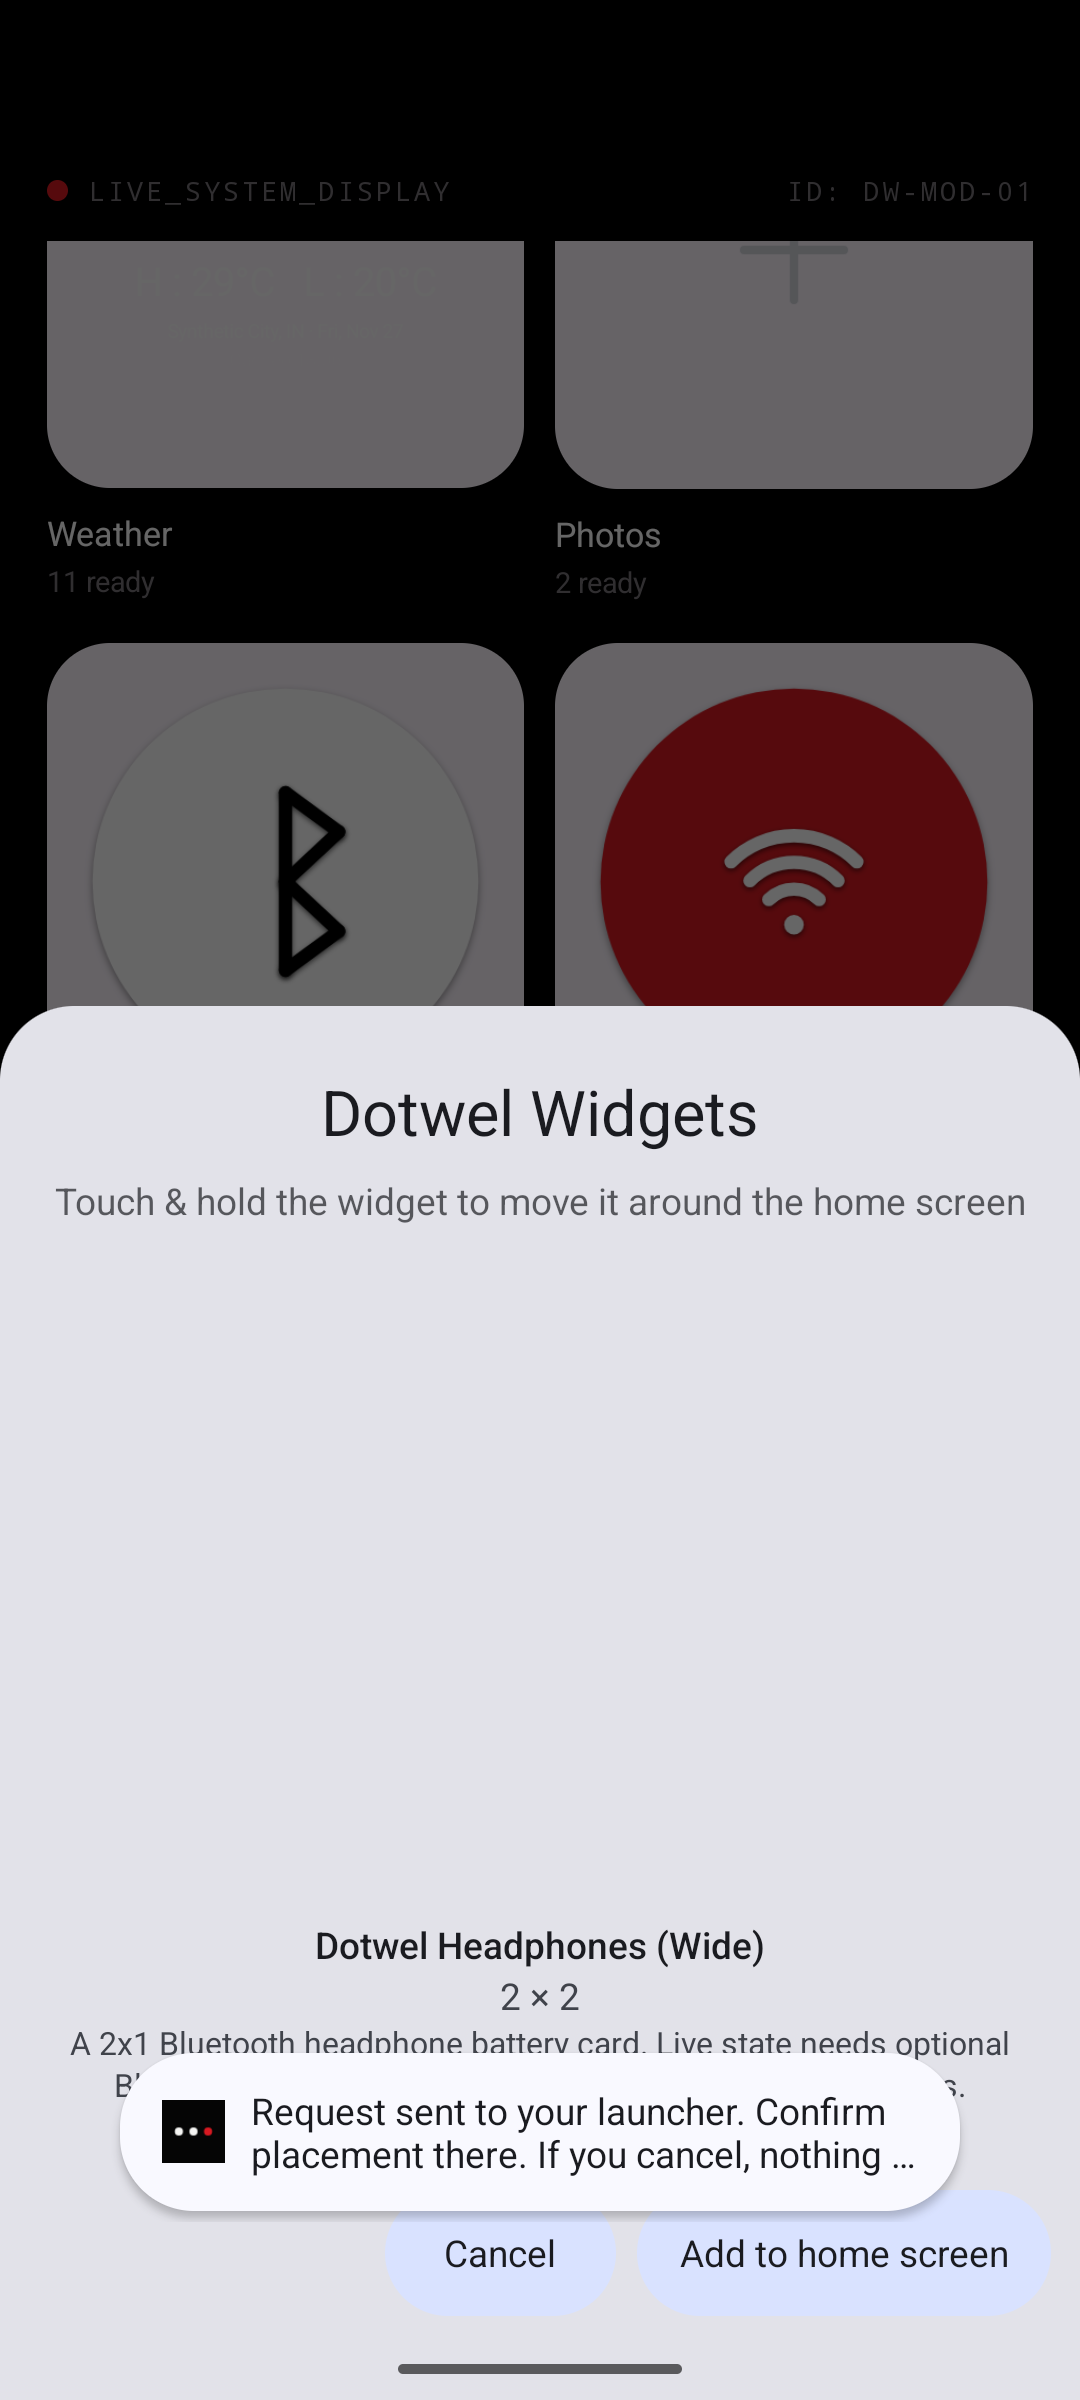 LIVE_SYSTEM_DISPLAY
ID: DW-MOD-01
H : 29°C L : 20°C
Weather
11 ready
Photos
2 ready
Dotwel Widgets
Touch & hold the widget to move it around the home screen
Dotwel Headphones (Wide)
2 × 2
A 2x1 Bluetooth headphone battery card. Live state needs optional
Request sent to your launcher. Confirm
placement there. If you cancel, nothing ...
Cancel
Add to home screen